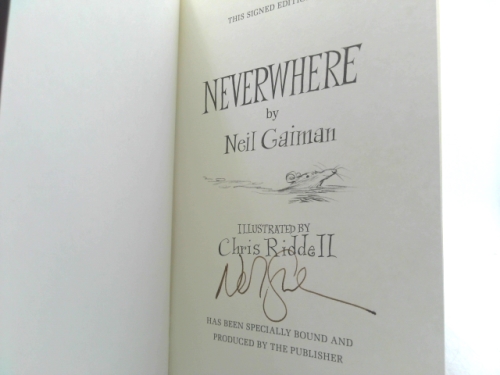 THIS SIGNED EDITION
NEVERWHERE
by
Neil Gaiman
ILLUSTRATED BY
Chris Riddell
HAS BEEN SPECIALLY BOUND AND
PRODUCED BY THE PUBLISHER